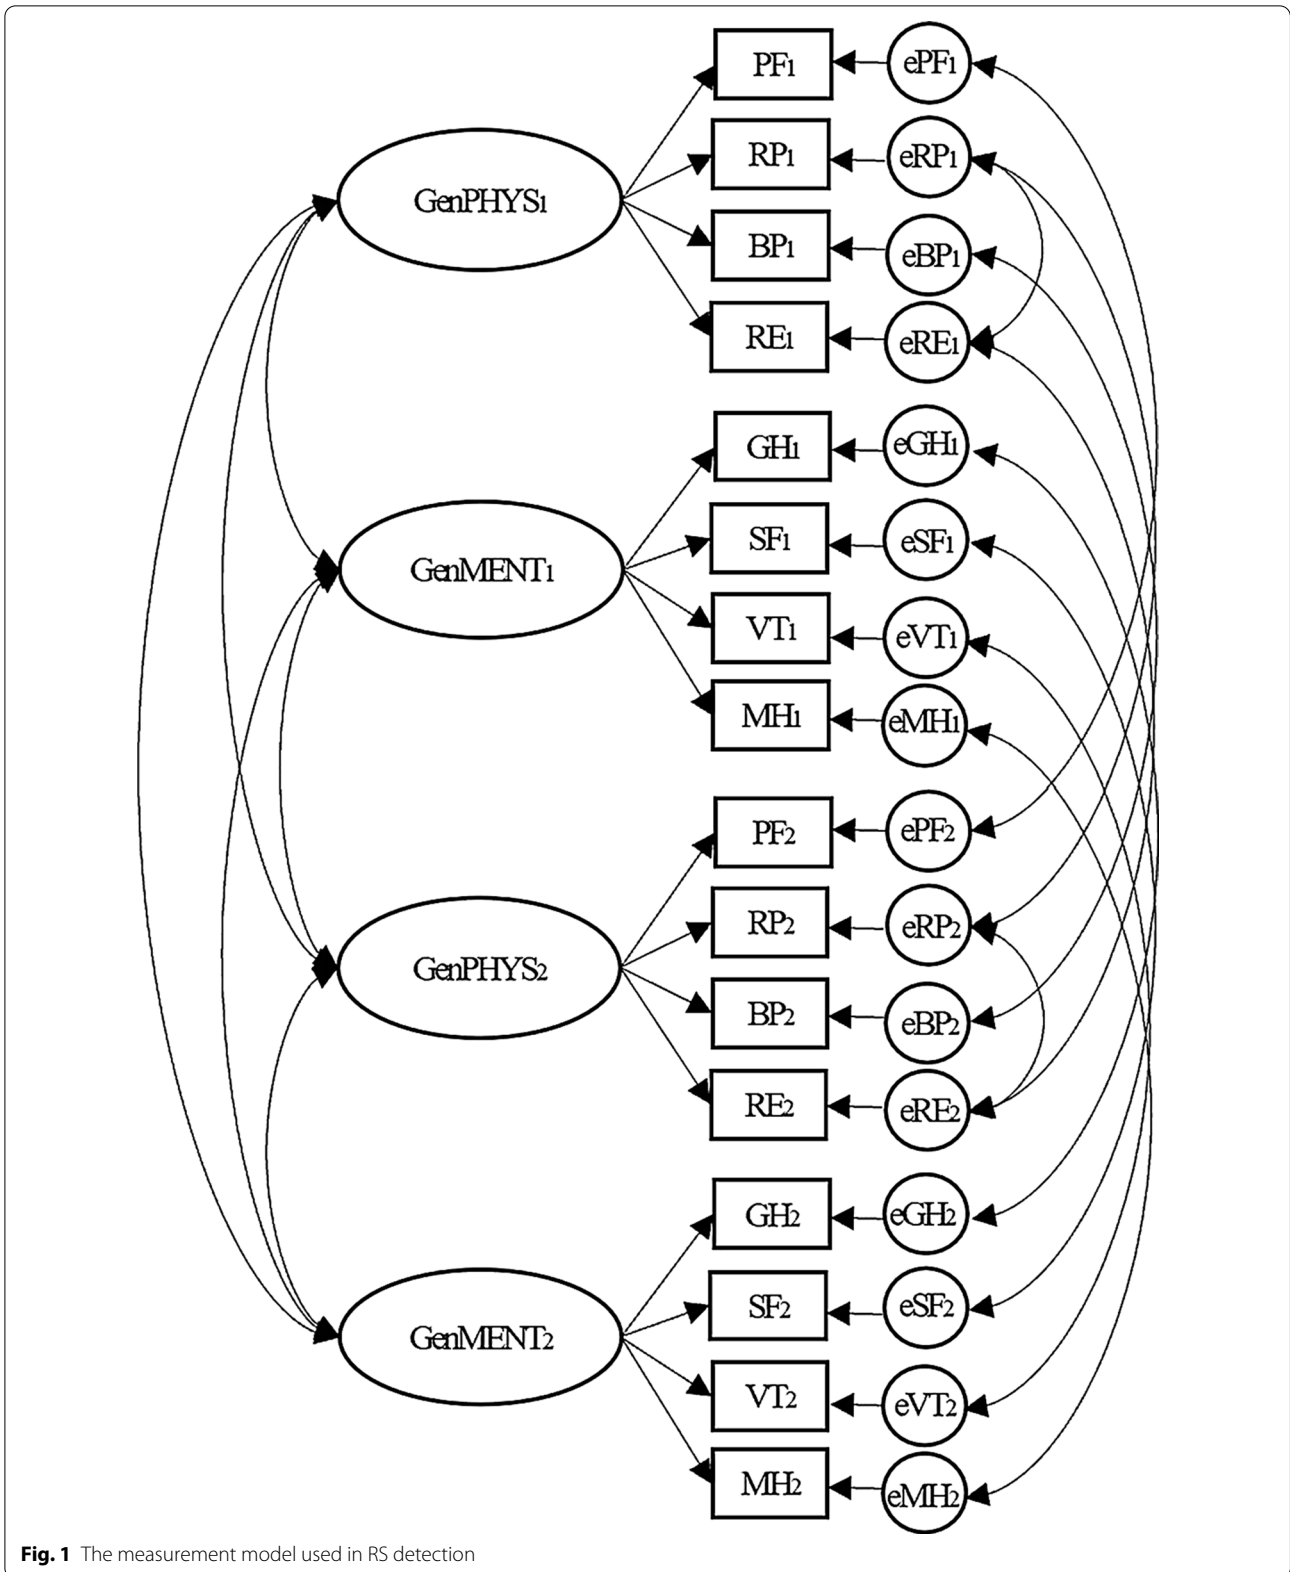 PF1 ePF1
RP1 eRP1
GenPHYS1
BP1 eBP1
RE1 eRE1
GH1 eGH1
SF1 eSF1
GenMENT1
VT1 eVT1
MH1 eMH1
PF2 ePF2
RP2 eRP2
GenPHYS2
BP2 eBP2
RE2 eRE2
GH2 eGH2
SF2 eSF2
GenMENT2
VT2 eVT2
MH2 eMH2
Fig. 1 The measurement model used in RS detection